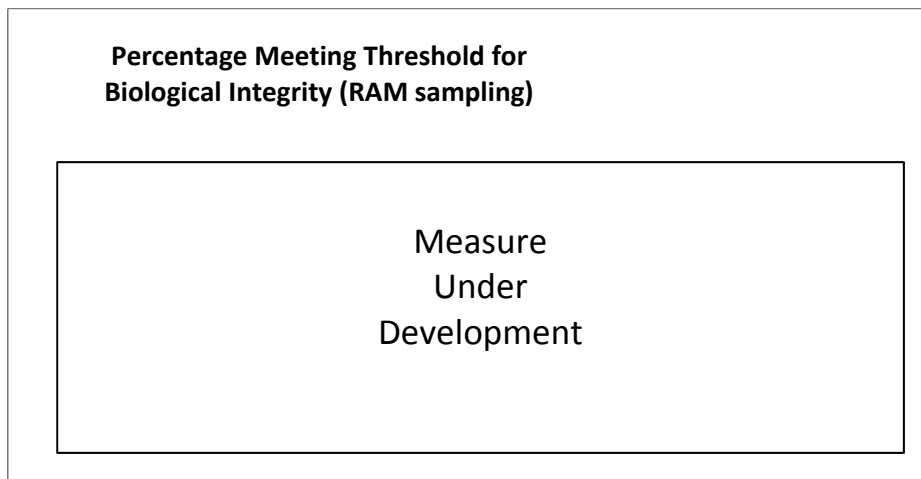 Percentage Meeting Threshold for
Biological Integrity (RAM sampling)
Measure
Under
Development